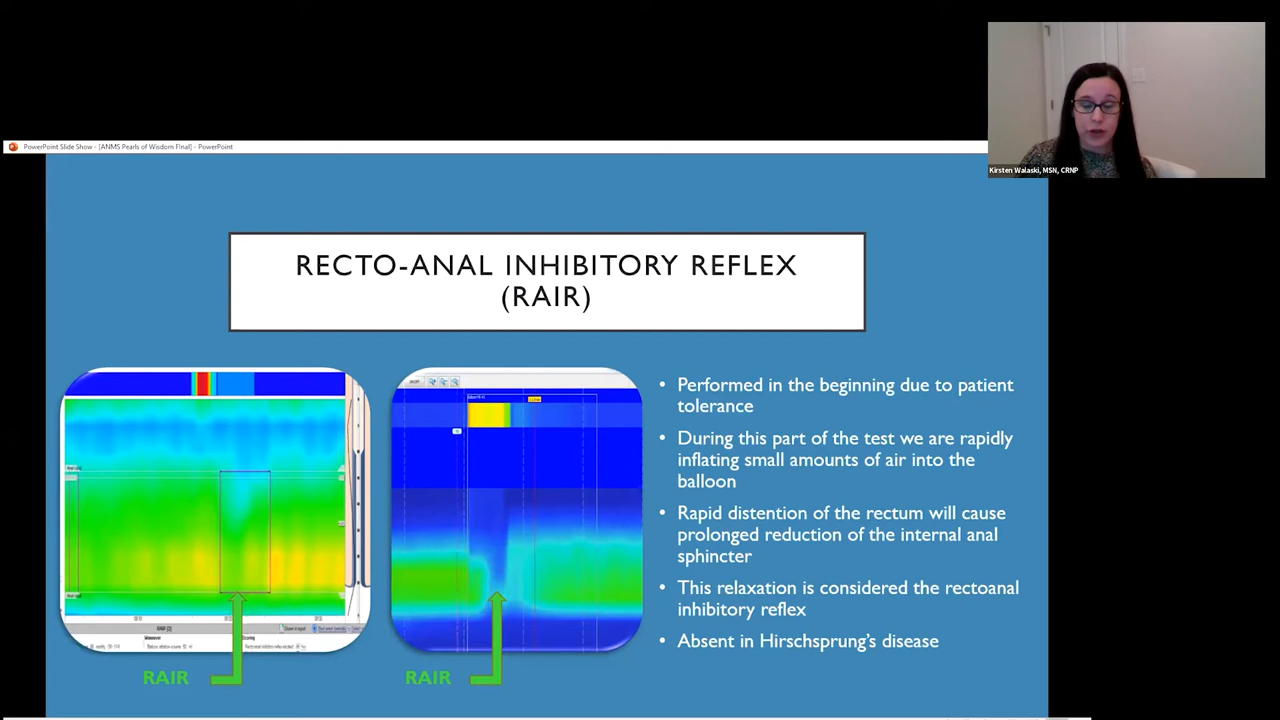 PowerPoint Slide Show - [ANMS Pearls of Wisdom Final] - PowerPoint
Kirsten Walaski, MSN, CRNP
RECTO-ANAL INHIBITORY REFLEX
(RAIR)
• Performed in the beginning due to patient
tolerance
• During this part of the test we are rapidly
inflating small amounts of air into the
balloon
• Rapid distention of the rectum will cause
prolonged reduction of the internal anal
sphincter
• This relaxation is considered the rectoanal
inhibitory reflex
• Absent in Hirschsprung's disease
RAIR
RAIR